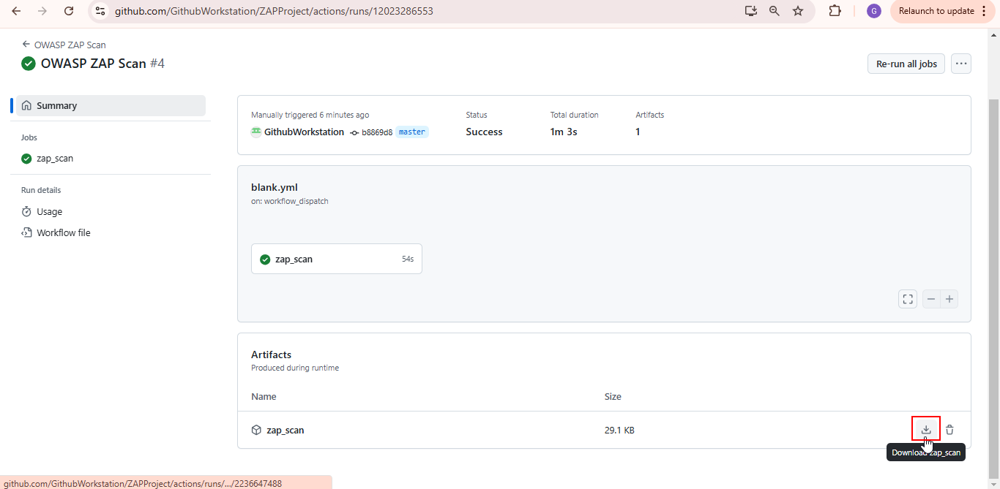 github.com/GithubWorkstation/ZAPProject/actions/runs/12023286553
G
Relaunch to update
OWASP ZAP Scan
OWASP ZAP Scan #4
Re-run all jobs
Summary
Jobs
zap_scan
Run details
Usage
Workflow file
Manually triggered 6 minutes ago
GithubWorkstation b8869d8 master
Status
Success
Total duration
1m 3s
Artifacts
1
blank.yml
on: workflow_dispatch
zap_scan 54s
Artifacts
Produced during runtime
Name Size
zap_scan 29.1 KB
Download zap_scan
github.com/GithubWorkstation/ZAPProject/actions/runs/.../2236647488